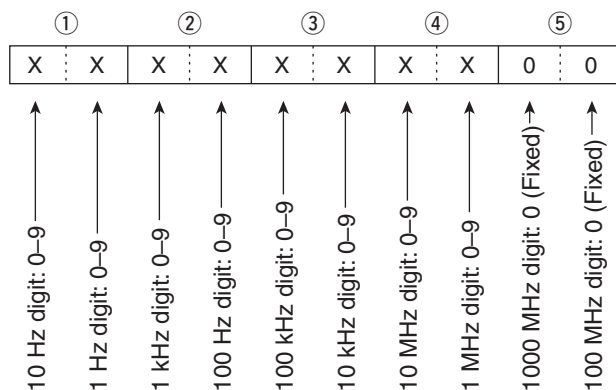 ① ② ③ ④ ⑤
X X X X X X X X 0 0
10 Hz digit: 0–9
1 Hz digit: 0–9
1 kHz digit: 0–9
100 Hz digit: 0–9
100 kHz digit: 0–9
10 kHz digit: 0–9
10 MHz digit: 0–9
1 MHz digit: 0–9
1000 MHz digit: 0 (Fixed)
100 MHz digit: 0 (Fixed)